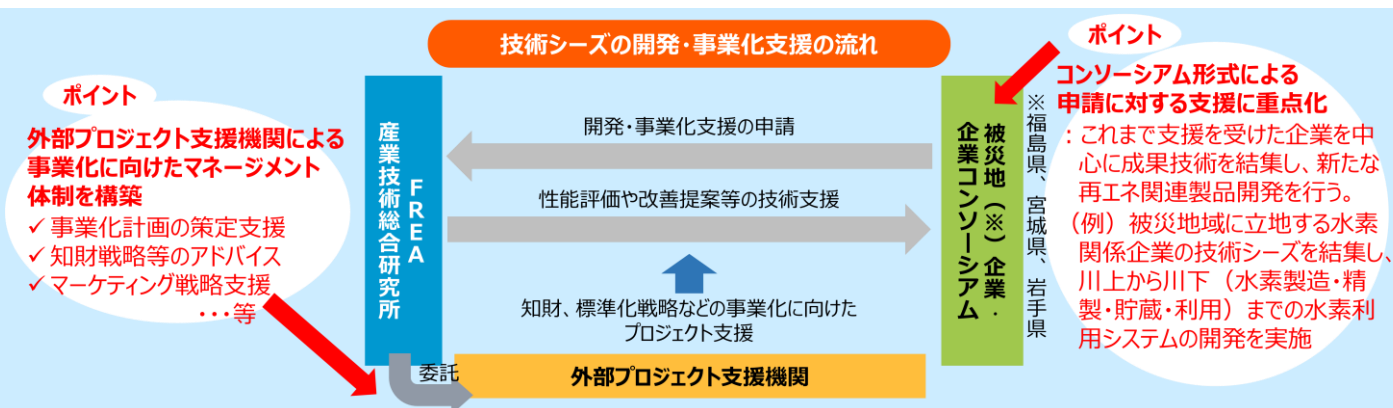 技術シーズの開発・事業化支援の流れ
ポイント
外部プロジェクト支援機関による
事業化に向けたマネージメント
体制を構築
✓ 事業化計画の策定支援
✓ 知財戦略等のアドバイス
✓ マーケティング戦略支援
・・・等
産業技術総合研究所
FREA
開発・事業化支援の申請
性能評価や改善提案等の技術支援
知財、標準化戦略などの事業化に向けた
プロジェクト支援
委託
外部プロジェクト支援機関
被災地（※）企業・
企業コンソーシアム
※福島県、宮城県、岩手県
ポイント
コンソーシアム形式による
申請に対する支援に重点化
：これまで支援を受けた企業を中
心に成果技術を結集し、新たな
再エネ関連製品開発を行う。
（例）被災地域に立地する水素
関係企業の技術シーズを結集し、
川上から川下（水素製造・精
製・貯蔵・利用）までの水素利
用システムの開発を実施